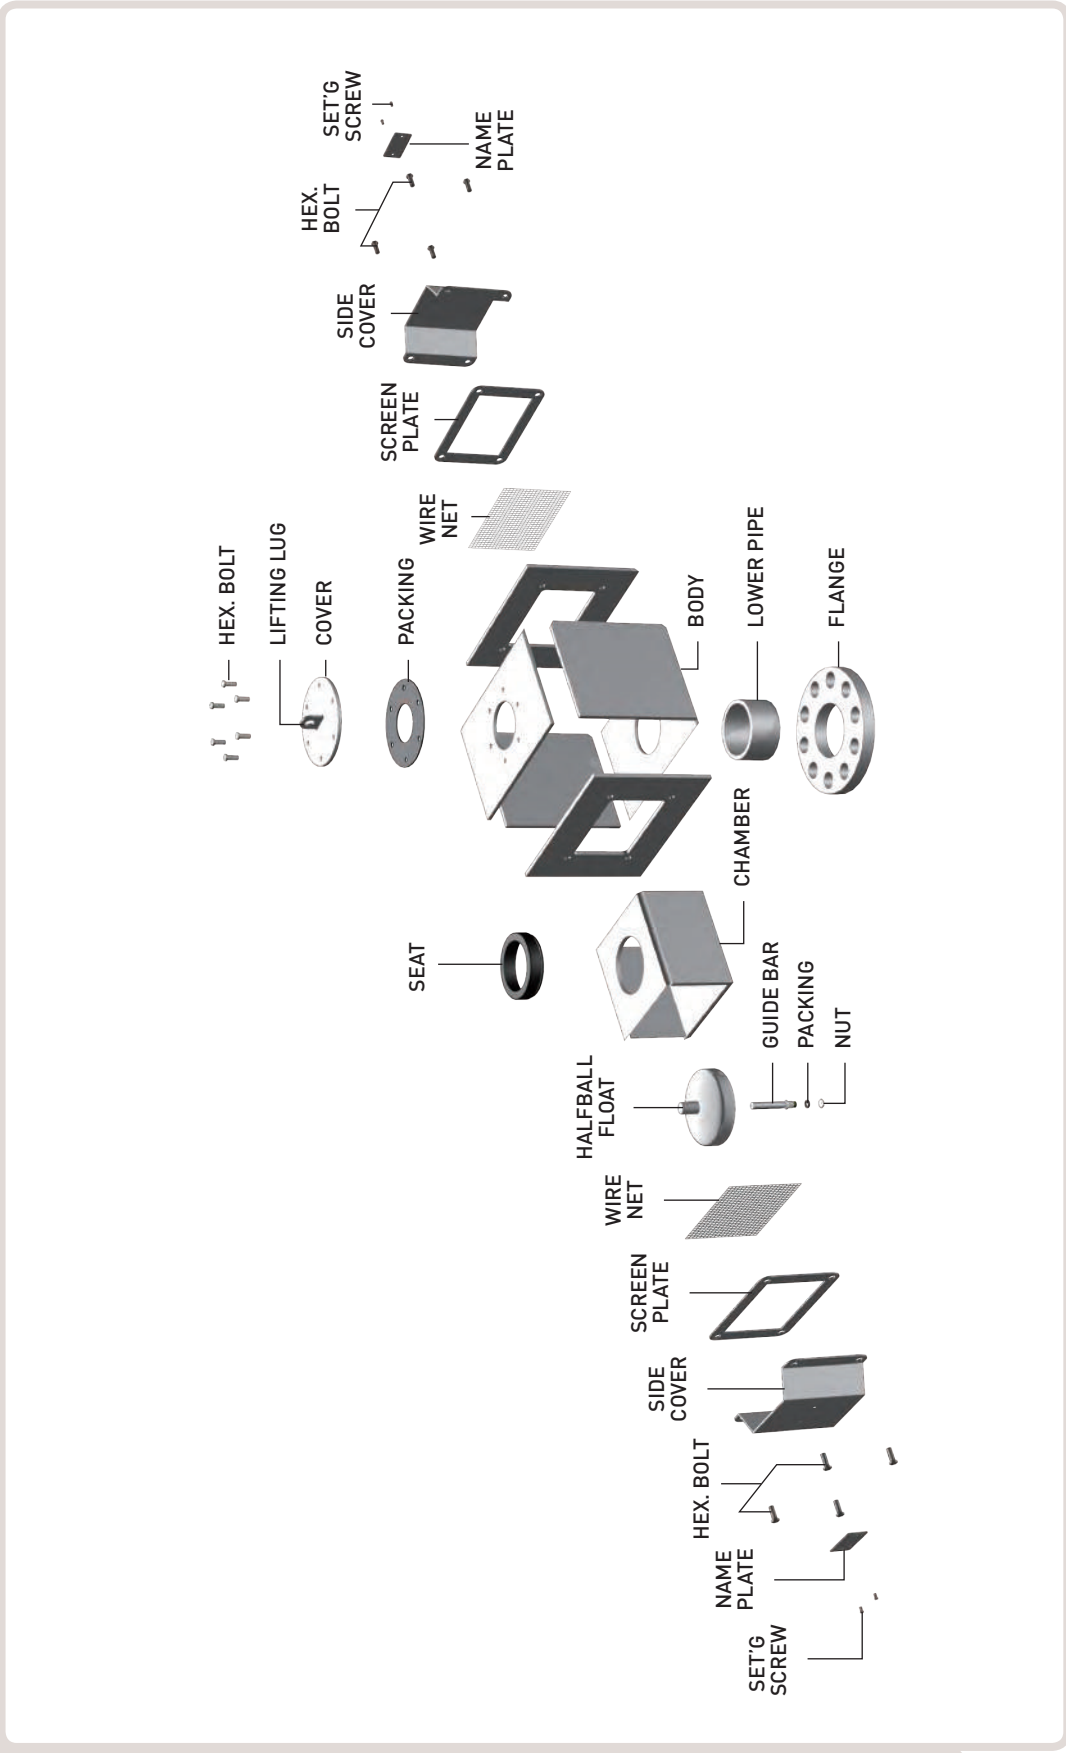 HEX. BOLT
LIFTING LUG
COVER
PACKING
HEX.
BOLT
SET'G
SCREW
NAME
PLATE
SIDE
COVER
SCREEN
PLATE
WIRE
NET
SEAT
BODY
LOWER PIPE
FLANGE
CHAMBER
HALFBALL
FLOAT
GUIDE BAR
PACKING
NUT
WIRE
NET
SCREEN
PLATE
SIDE
COVER
HEX. BOLT
NAME
PLATE
SET'G
SCREW